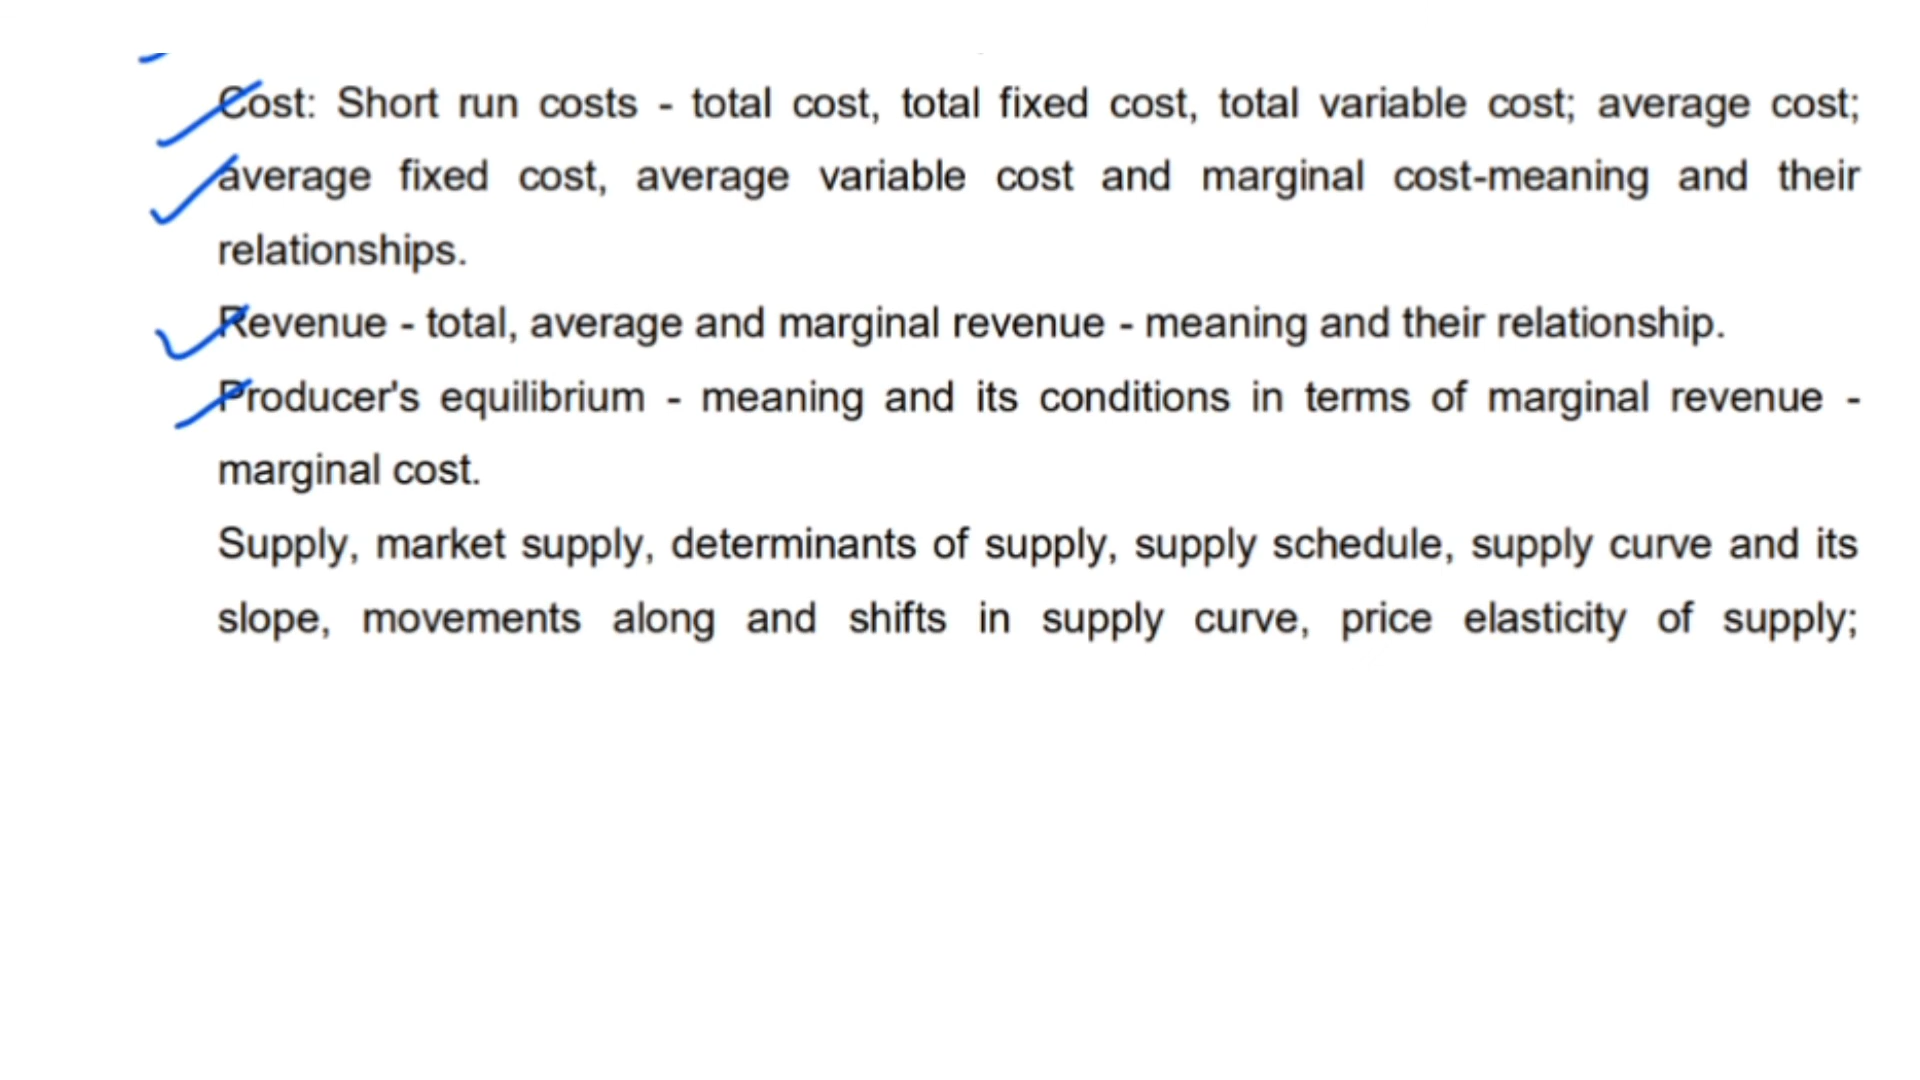 Cost: Short run costs - total cost, total fixed cost, total variable cost; average cost;
average fixed cost, average variable cost and marginal cost-meaning and their
relationships.
Revenue - total, average and marginal revenue - meaning and their relationship.
Producer's equilibrium - meaning and its conditions in terms of marginal revenue -
marginal cost.
Supply, market supply, determinants of supply, supply schedule, supply curve and its
slope, movements along and shifts in supply curve, price elasticity of supply;